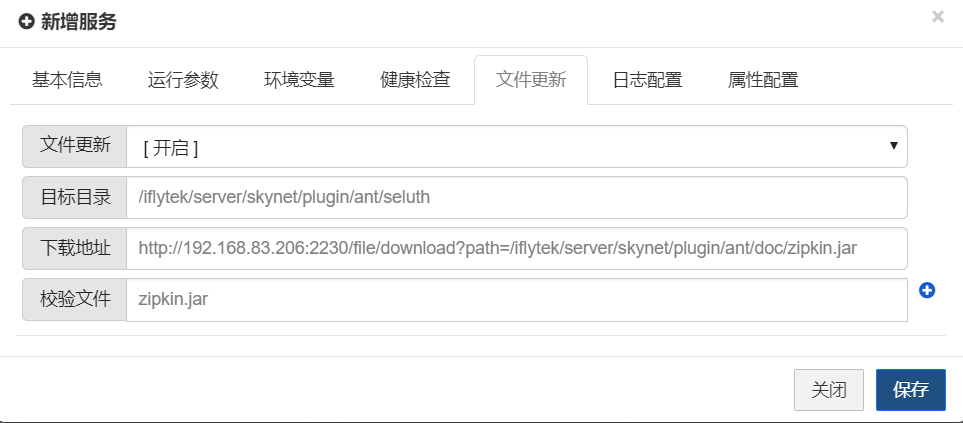 新增服务 ×
基本信息 运行参数 环境变量 健康检查 文件更新 日志配置 属性配置
文件更新 [ 开启 ]
目标目录 /iflytek/server/skynet/plugin/ant/seluth
下载地址 http://192.168.83.206:2230/file/download?path=/iflytek/server/skynet/plugin/ant/doc/zipkin.jar
校验文件 zipkin.jar
关闭 保存